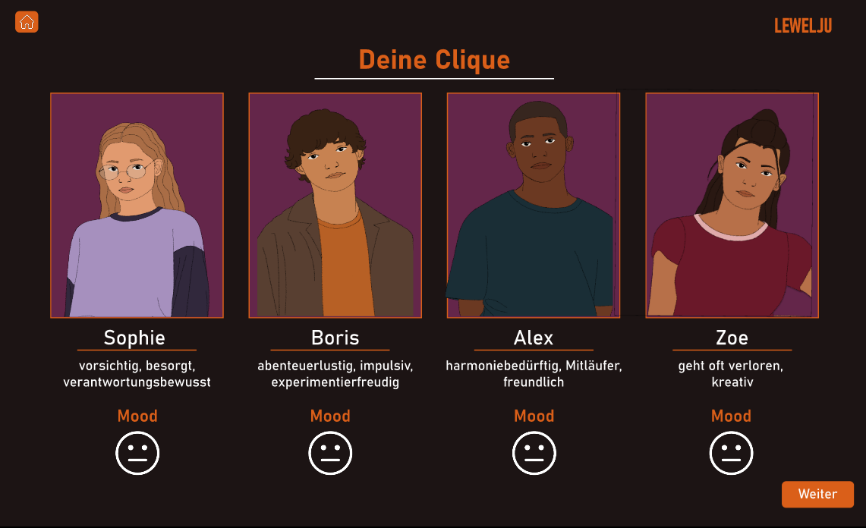 LEWELJU
Deine Clique
Sophie
vorsichtig, besorgt,
verantwortungsbewusst
Mood
Boris
abenteuerlustig, impulsiv,
experimentierfreudig
Mood
Alex
harmoniebedürftig, Mitläufer,
freundlich
Mood
Zoe
geht oft verloren,
kreativ
Mood
Weiter